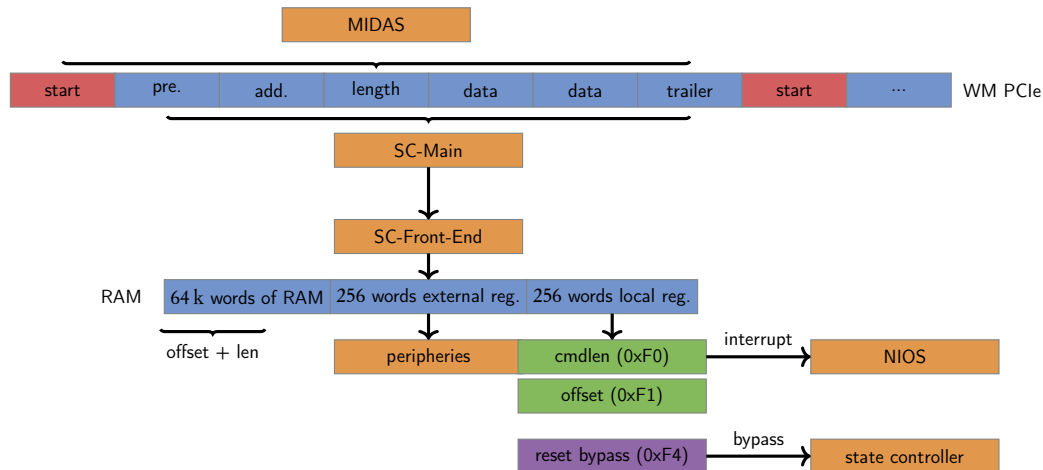 MIDAS
start pre. add. length data data trailer start ... WM PCIe
SC-Main
SC-Front-End
RAM 64 k words of RAM 256 words external reg. 256 words local reg.
offset + len peripheries cmdlen (0xF0) interrupt NIOS
offset (0xF1)
reset bypass (0xF4) bypass state controller